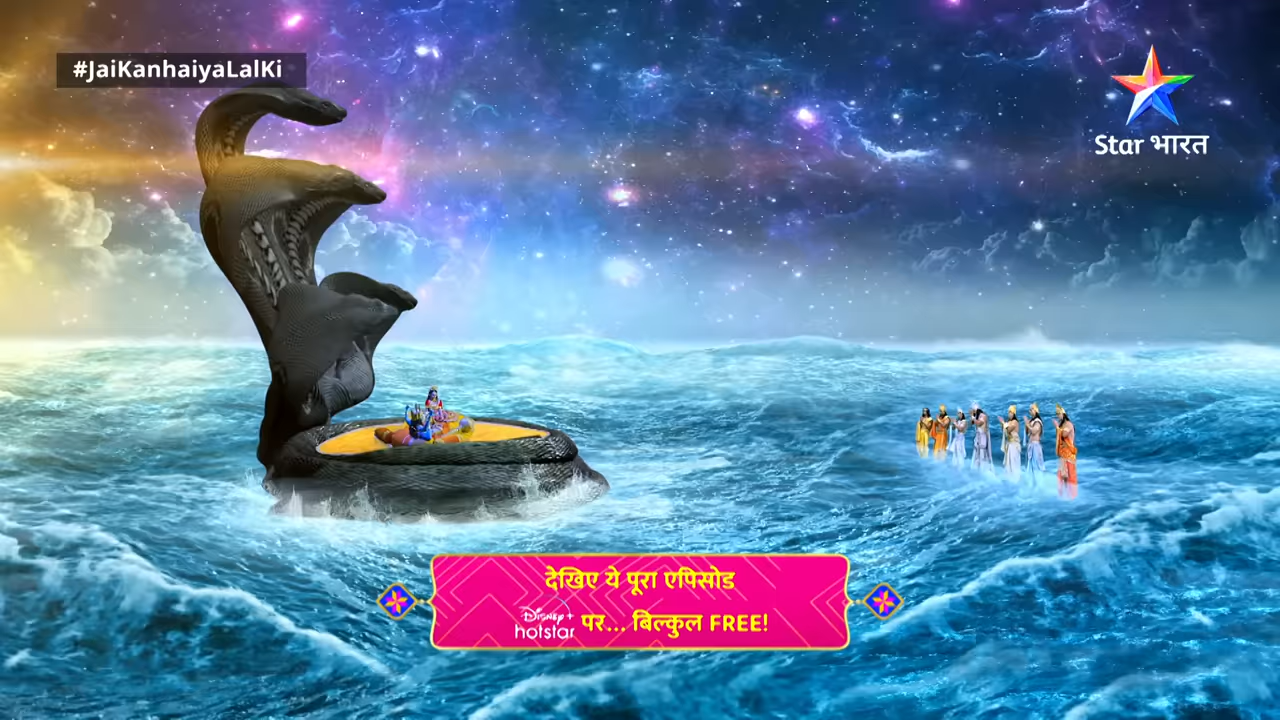 #JaiKanhaiyaLalKi
Star भारत
देखिए ये पूरा एपिसोड
Disney+
hotstar पर... बिल्कुल FREE!